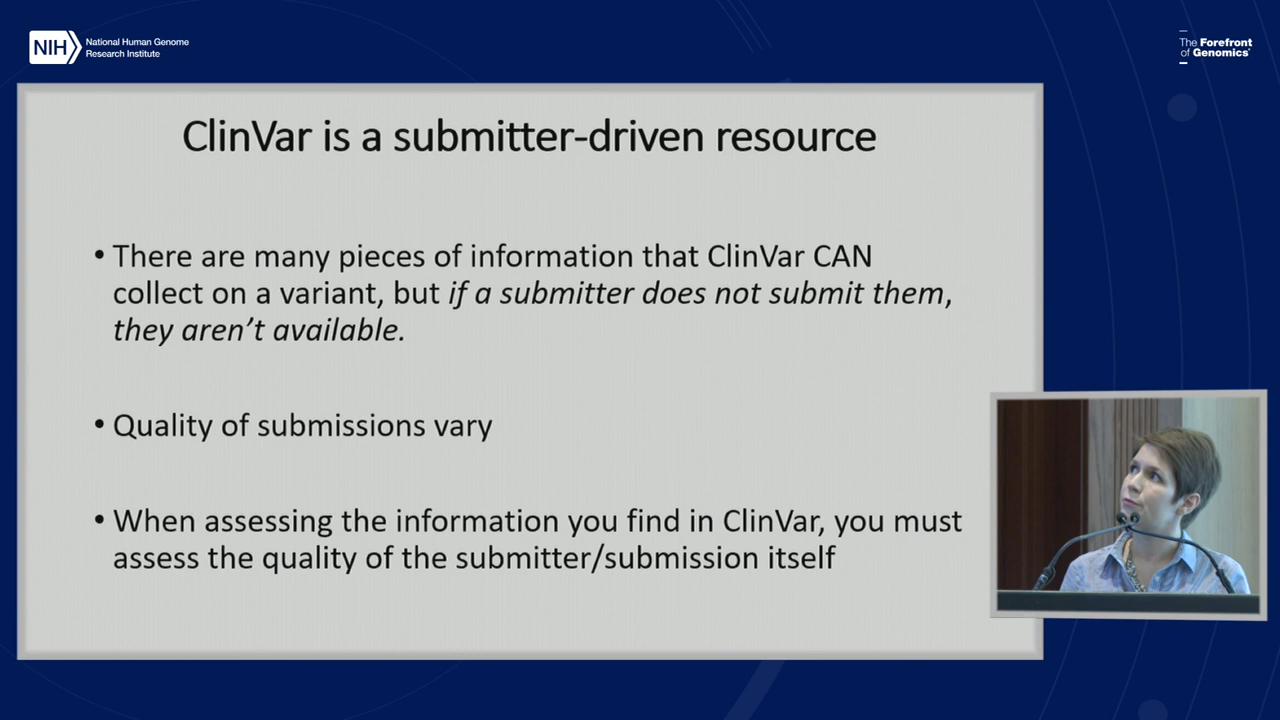 NIH
National Human Genome
Research Institute
The Forefront
of Genomics
ClinVar is a submitter-driven resource
• There are many pieces of information that ClinVar CAN
collect on a variant, but if a submitter does not submit them,
they aren’t available.
• Quality of submissions vary
• When assessing the information you find in ClinVar, you must
assess the quality of the submitter/submission itself